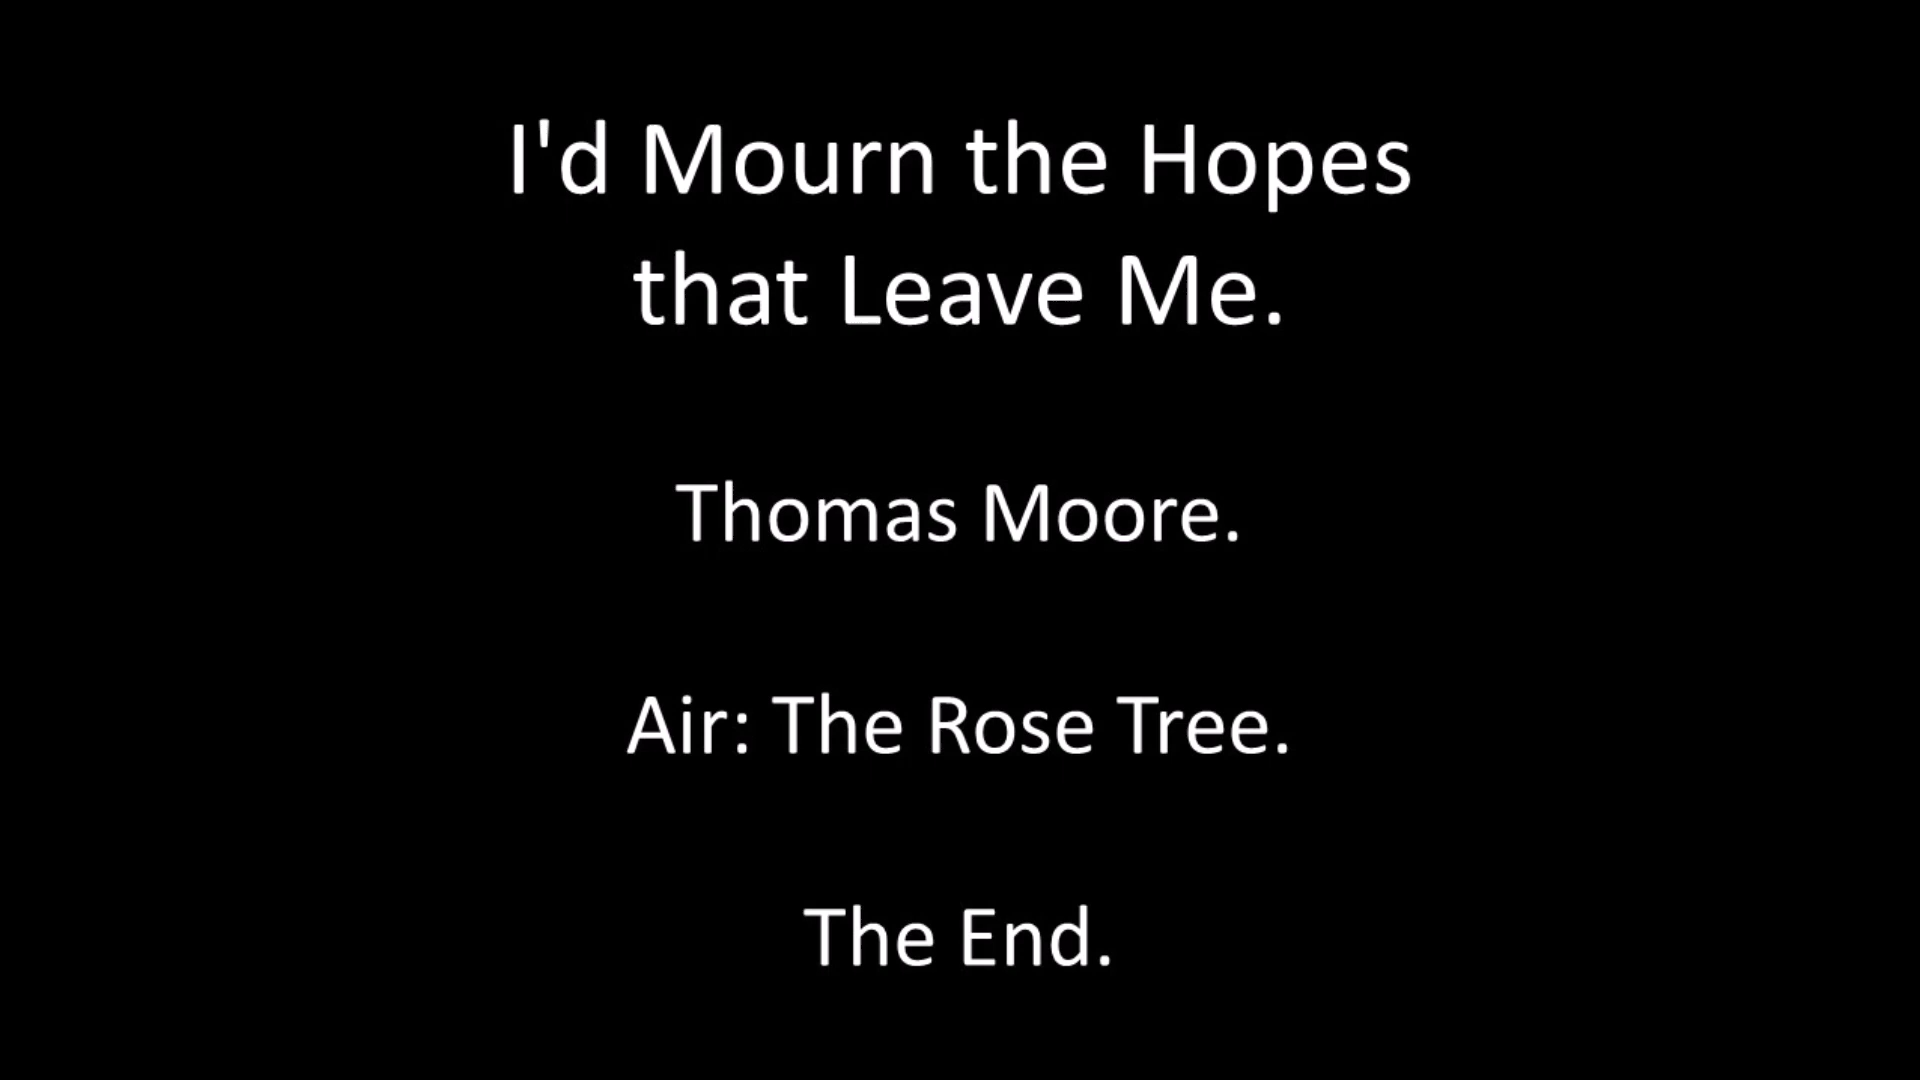 I'd Mourn the Hopes
that Leave Me.
Thomas Moore.
Air: The Rose Tree.
The End.